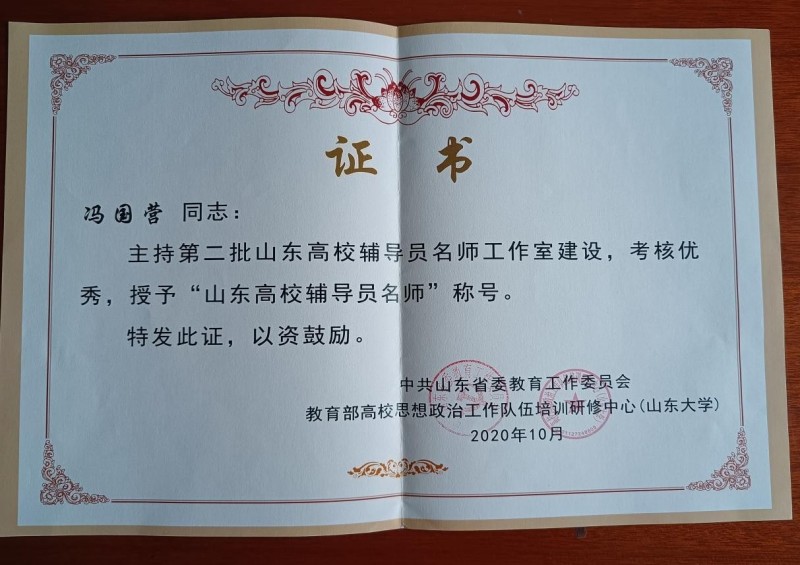 证书
冯国营 同志：
主持第二批山东高校辅导员名师工作室建设，考核优
秀，授予“山东高校辅导员名师”称号。
特发此证，以资鼓励。
中共山东省委教育工作委员会
教育部高校思想政治工作队伍培训研修中心(山东大学)
2020年10月